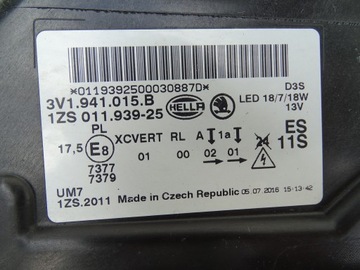 *0119392500030887D*
D3S
3V1.941.015.B
HELLA
LED 18/7/18W
1ZS 011.939-25
13V
PL XCVERT RL A 1a ES
17,5 E8 01 00 02 01 24 11S
7377
7379
UM7 Made in Czech Republic 05.07.2016 15:13:42
1ZS.2011